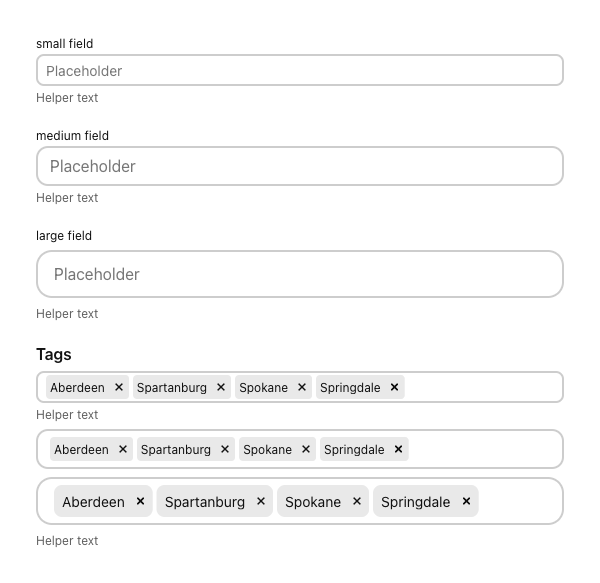 small field
Placeholder
Helper text
medium field
Placeholder
Helper text
large field
Placeholder
Helper text
Tags
Aberdeen × Spartanburg × Spokane × Springdale ×
Helper text
Aberdeen × Spartanburg × Spokane × Springdale ×
Aberdeen × Spartanburg × Spokane × Springdale ×
Helper text